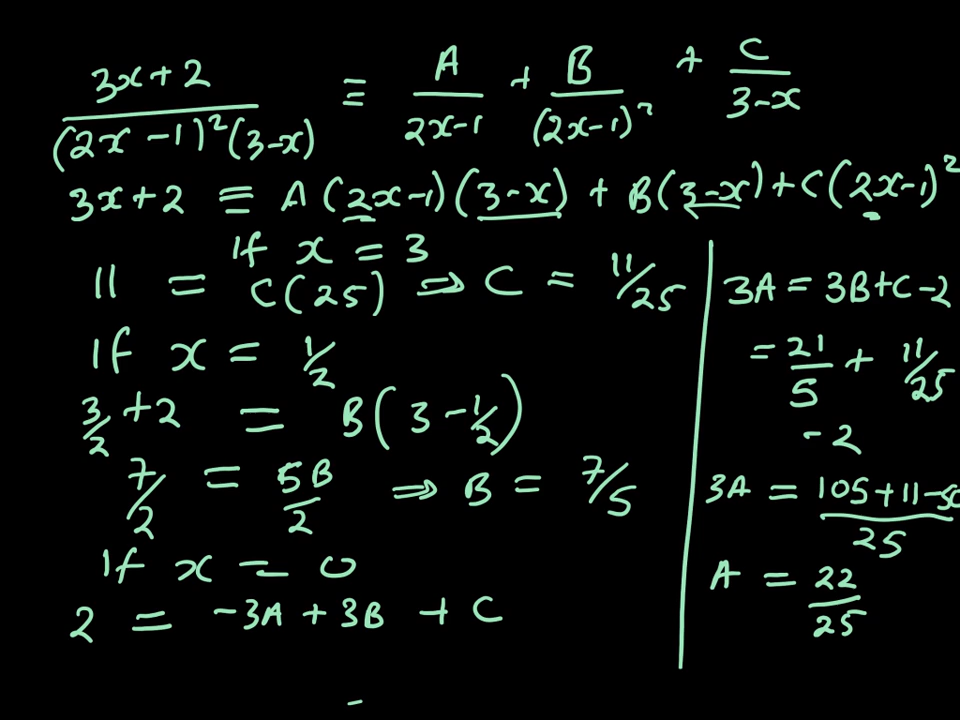 3x+2 / (2x-1)²(3-x) ≡ A / 2x-1 + B / (2x-1)² + C / 3-x
3x+2 ≡ A(2x-1)(3-x) + B(3-x)+C(2x-1)²
If x = 3
11 = C(25) ⇒ C = 11/25
If x = 1/2
3/2 +2 = B(3-1/2)
7/2 = 5B/2 ⇒ B = 7/5
If x = 0
2 = -3A + 3B + C
3A = 3B+C-2
= 21/5 + 11/25
-2
3A = 105+11-50 / 25
A = 22/25